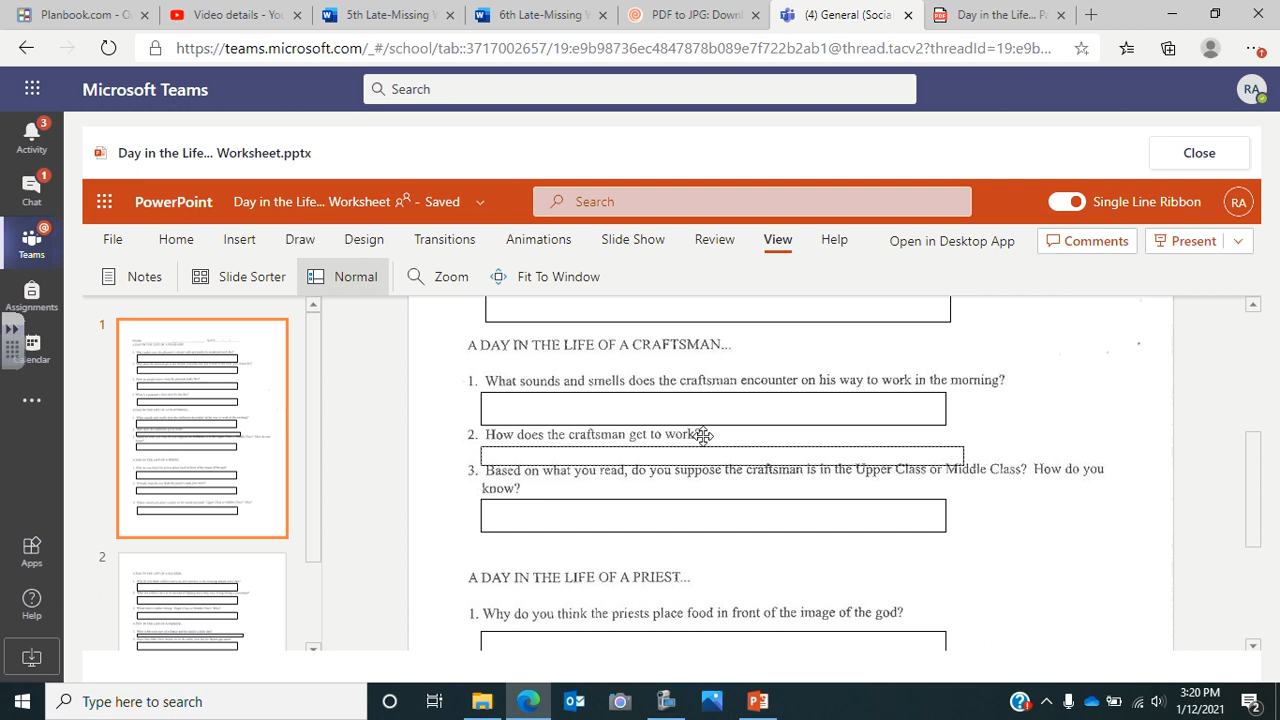 Planbook.com - C
Video details -
5th Late-Missing
6th Late-Missing
PDF to JPG: Down
(4) General (Social
Day in the Life...
https://teams.microsoft.com/_#/school/tab::3717002657/19:e9b98736ec4847878b089e7f722b2ab1@thread.tacv2?threadId=19:e9b...
Microsoft Teams
Search
RA
Day in the Life... Worksheet.pptx
Close
PowerPoint
Day in the Life... Worksheet - Saved
Search
Single Line Ribbon
RA
File
Home
Insert
Draw
Design
Transitions
Animations
Slide Show
Review
View
Help
Open in Desktop App
Comments
Present
Notes
Slide Sorter
Normal
Zoom
Fit To Window
3
Activity
1
Chat
Teams
Assignments
Calendar
Apps
Help
1
2
A DAY IN THE LIFE OF A CRAFTSMAN...
1. What sounds and smells does the craftsman encounter on his way to work in the morning?
2. How does the craftsman get to work?
3. Based on what you read, do you suppose the craftsman is in the Upper Class or Middle Class? How do you
know?
A DAY IN THE LIFE OF A PRIEST...
1. Why do you think the priests place food in front of the image of the god?
Type here to search
3:20 PM
1/12/2021
2